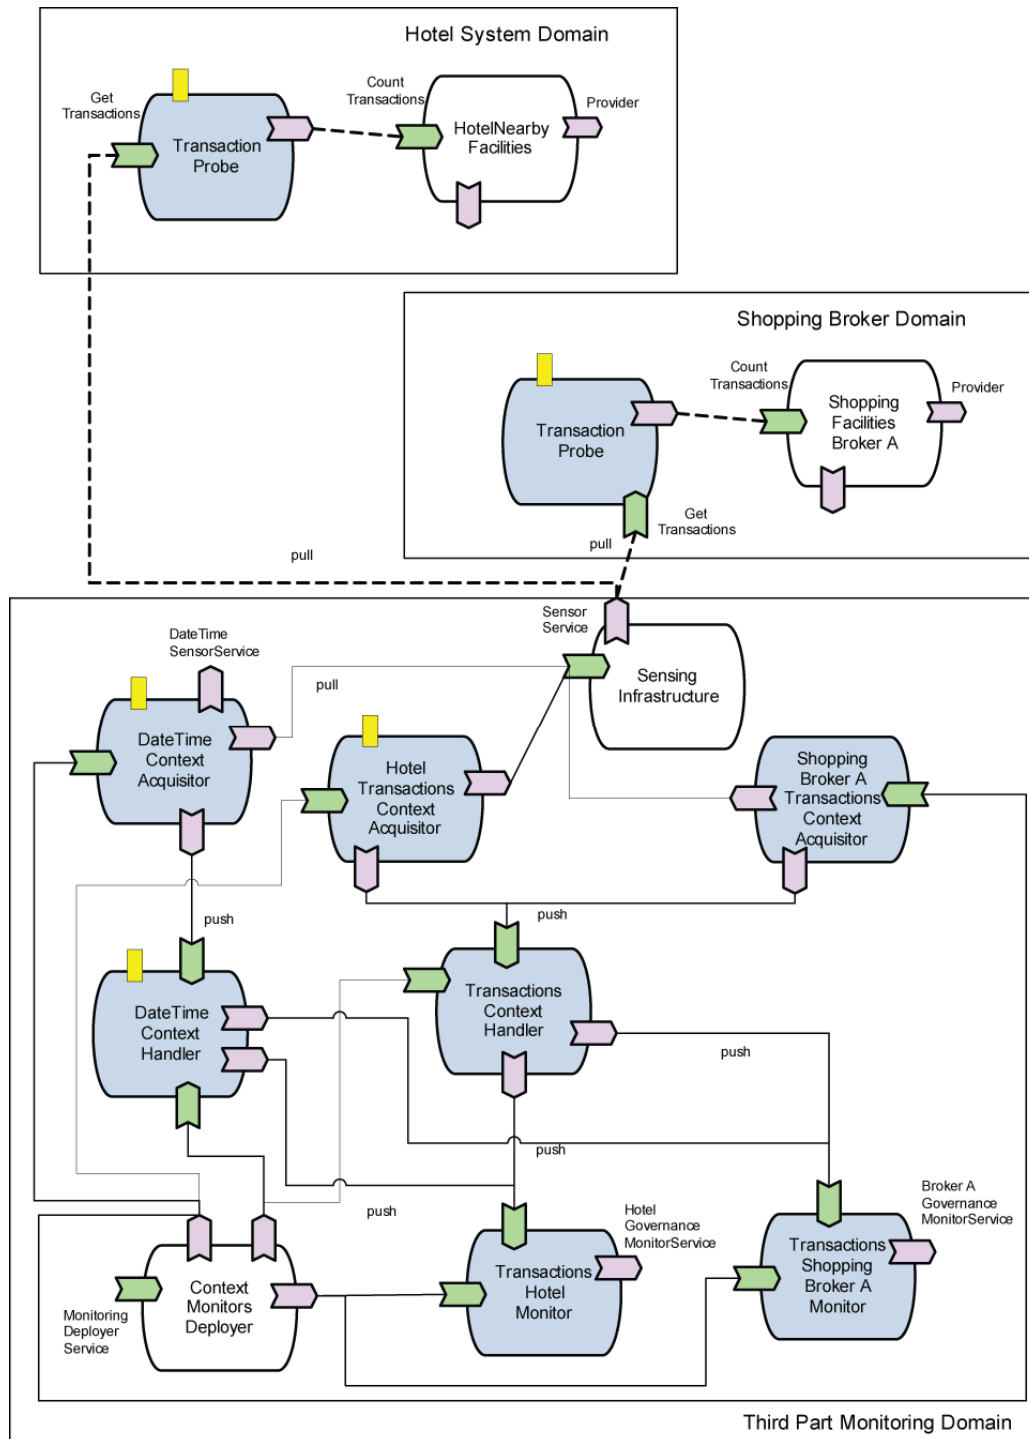 Hotel System Domain
Get
Transactions
Count
Transactions
Provider
Transaction
Probe
HotelNearby
Facilities
Shopping Broker Domain
Count
Transactions
Provider
Transaction
Probe
Shopping
Facilities
Broker A
Get
Transactions
pull
pull
Sensor
Service
DateTime
SensorService
pull
Sensing
Infrastructure
DateTime
Context
Acquisitor
Hotel
Transactions
Context
Acquisitor
Shopping
Broker A
Transactions
Context
Acquisitor
push
push
DateTime
Context
Handler
Transactions
Context
Handler
push
push
push
Hotel
Governance
MonitorService
Broker A
Governance
MonitorService
Monitoring
Deployer
Service
Context
Monitors
Deployer
Transactions
Hotel
Monitor
Transactions
Shopping
Broker A
Monitor
Third Part Monitoring Domain